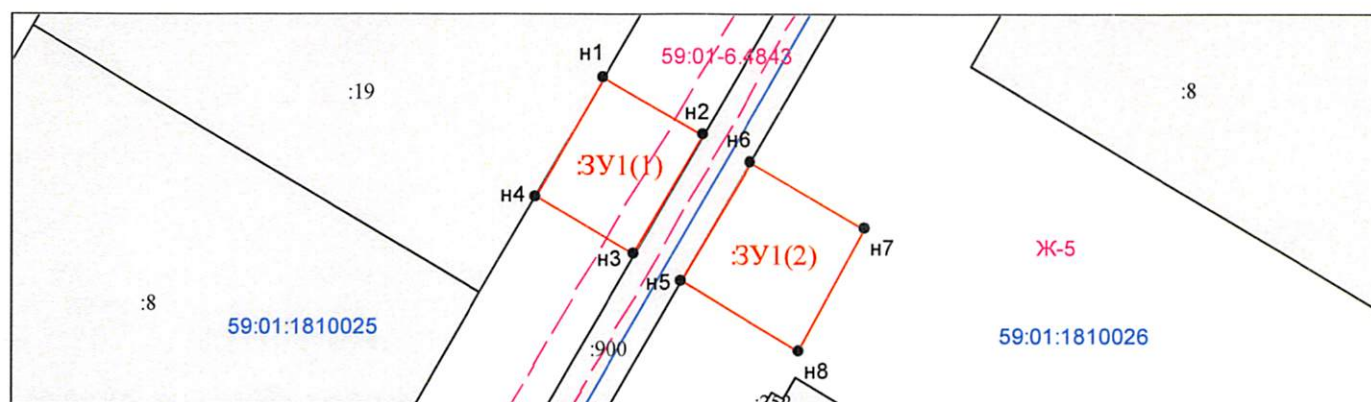 59:01-6.4843
н1
:19
:8
н2
н6
:ЗУ1(1)
н4
н7
н3
:ЗУ1(2)
Ж-5
н5
:8
59:01:1810025
59:01:1810026
:900
н8